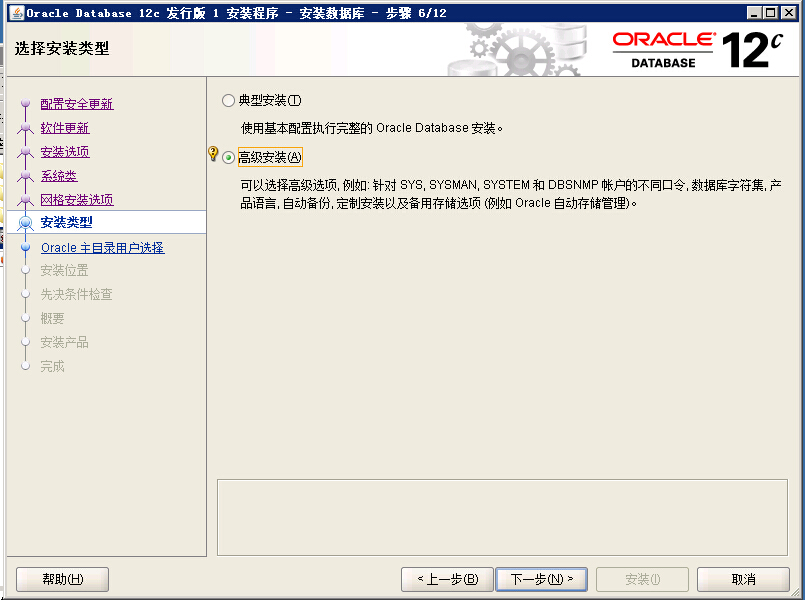 Oracle Database 12c 发行版 1 安装程序 - 安装数据库 - 步骤 6/12
选择安装类型
ORACLE
DATABASE
12c
配置安全更新
软件更新
安装选项
系统类
网格安装选项
安装类型
Oracle 主目录用户选择
安装位置
先决条件检查
概要
安装产品
完成
典型安装(T)
使用基本配置执行完整的 Oracle Database 安装。
高级安装(A)
可以选择高级选项, 例如: 针对 SYS, SYSMAN, SYSTEM 和 DBSNMP 帐户的不同口令, 数据库字符集, 产
品语言, 自动备份, 定制安装以及备用存储选项 (例如 Oracle 自动存储管理)。
帮助(H)
< 上一步(B)
下一步(N) >
安装(I)
取消